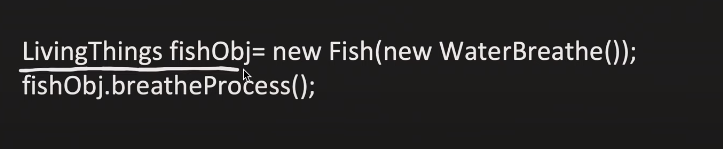 LivingThings fishObj= new Fish(new WaterBreathe());
fishObj.breatheProcess();